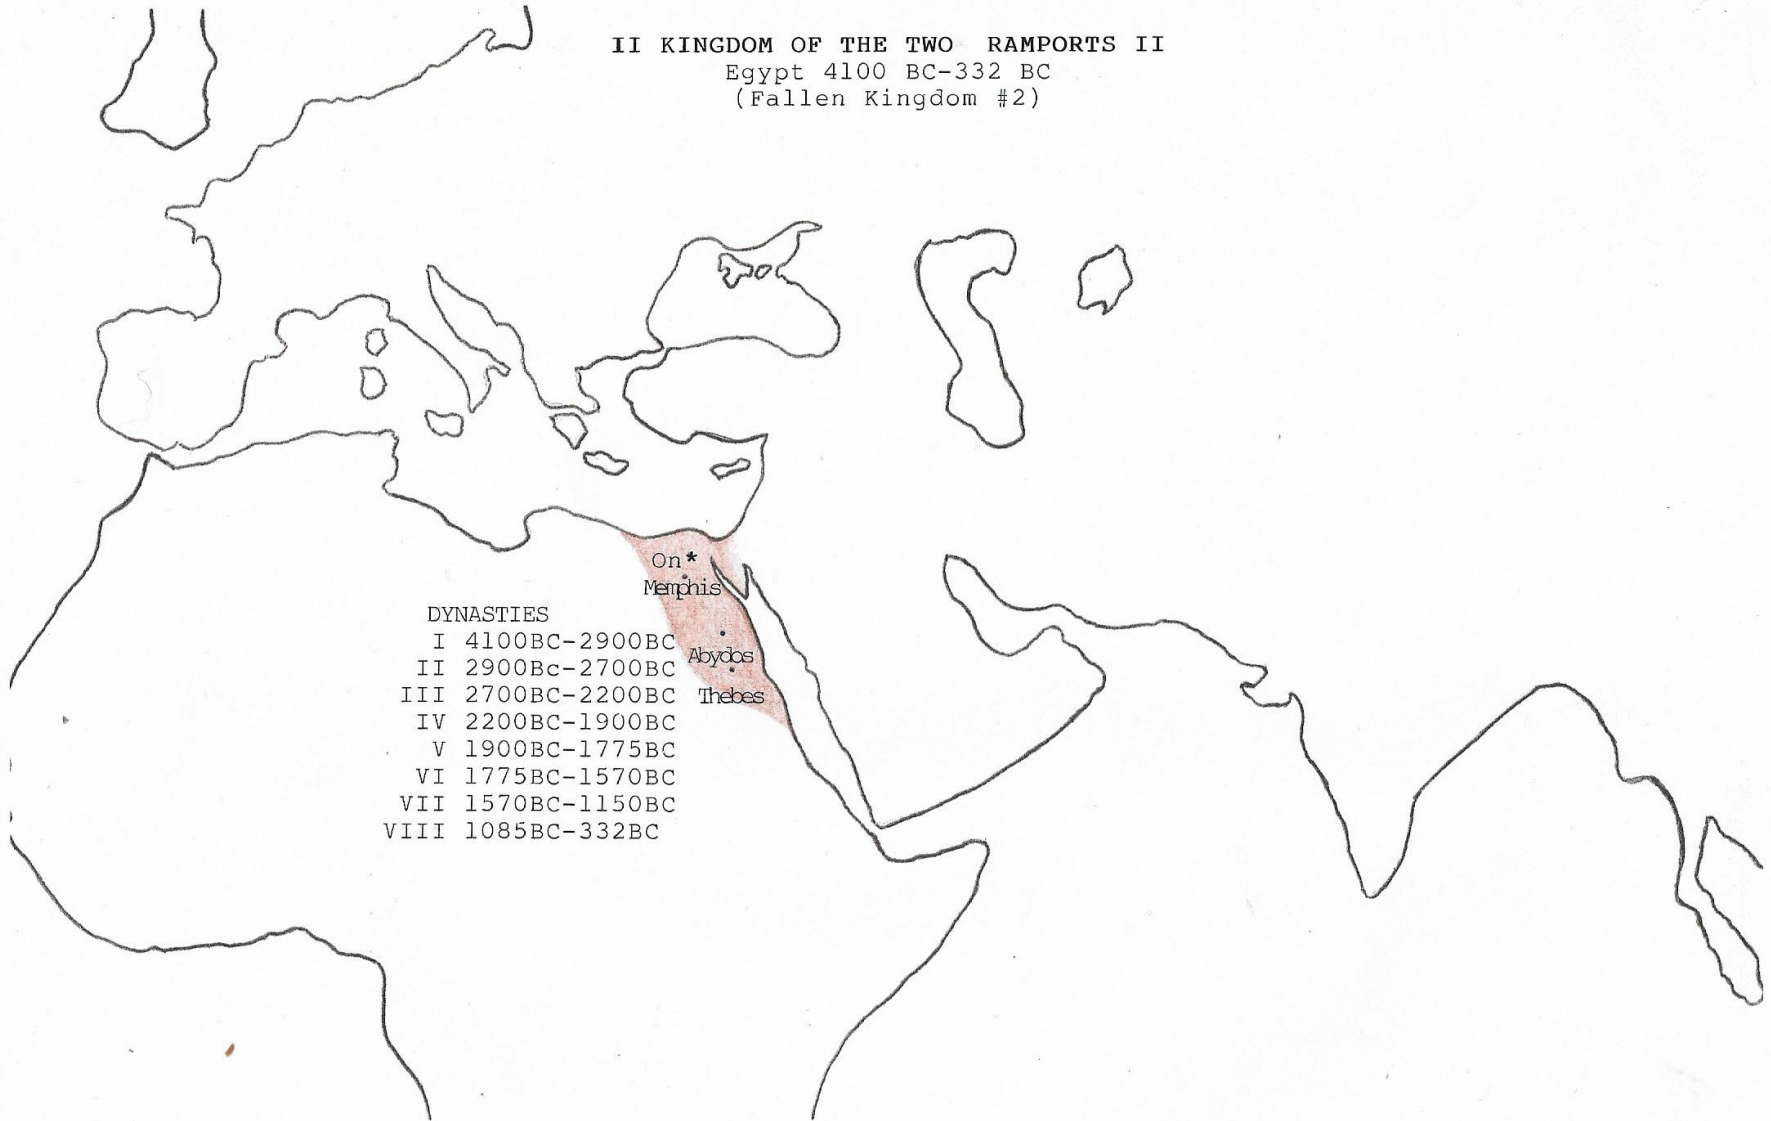 II KINGDOM OF THE TWO RAMPORTS II
Egypt 4100 BC-332 BC
(Fallen Kingdom #2)
On*
Memphis
Abydos
Thebes
DYNASTIES
I 4100BC-2900BC
II 2900Bc-2700BC
III 2700BC-2200BC
IV 2200BC-1900BC
V 1900BC-1775BC
VI 1775BC-1570BC
VII 1570BC-1150BC
VIII 1085BC-332BC